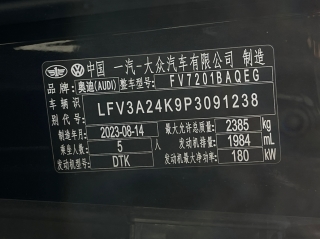 中国 一汽-大众汽车有限公司 制造
品牌: 奥迪(AUDI) 整车型号: FV7201BAQEG
车辆识别代号: LFV3A24K9P3091238
制造年月: 2023-08-14 最大允许总质量: 2385 kg
乘坐人数: 5 人 发动机排量: 1984 mL
发动机型号: DTK 发动机最大净功率: 180 kW